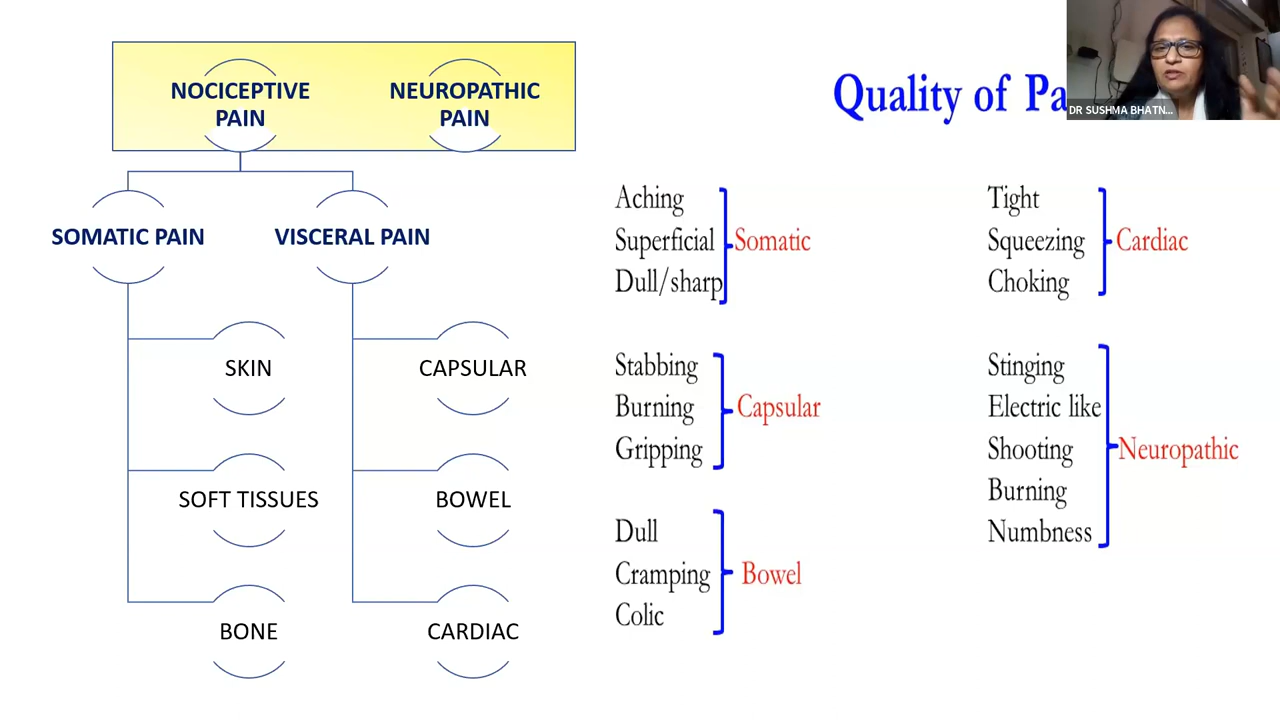 NOCICEPTIVE
PAIN
NEUROPATHIC
PAIN
SOMATIC PAIN
VISCERAL PAIN
SKIN
CAPSULAR
SOFT TISSUES
BOWEL
BONE
CARDIAC
Quality of Pa
DR SUSHMA BHATN...
Aching
Superficial
Dull/sharp
Somatic
Stabbing
Burning
Gripping
Capsular
Dull
Cramping
Colic
Bowel
Tight
Squeezing
Choking
Cardiac
Stinging
Electric like
Shooting
Burning
Numbness
Neuropathic